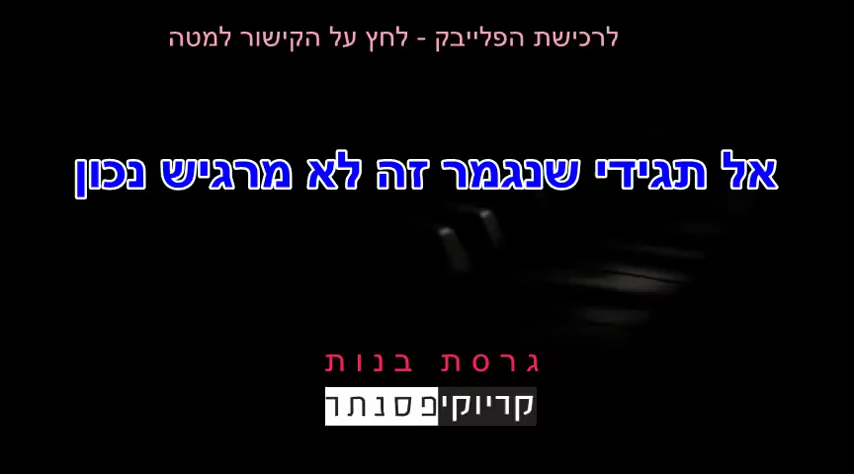 לרכישת הפלייבק - לחץ על הקישור למטה
אל תגידי שנגמר זה לא מרגיש נכון
גרסת בנות
קריוקיפסנתר